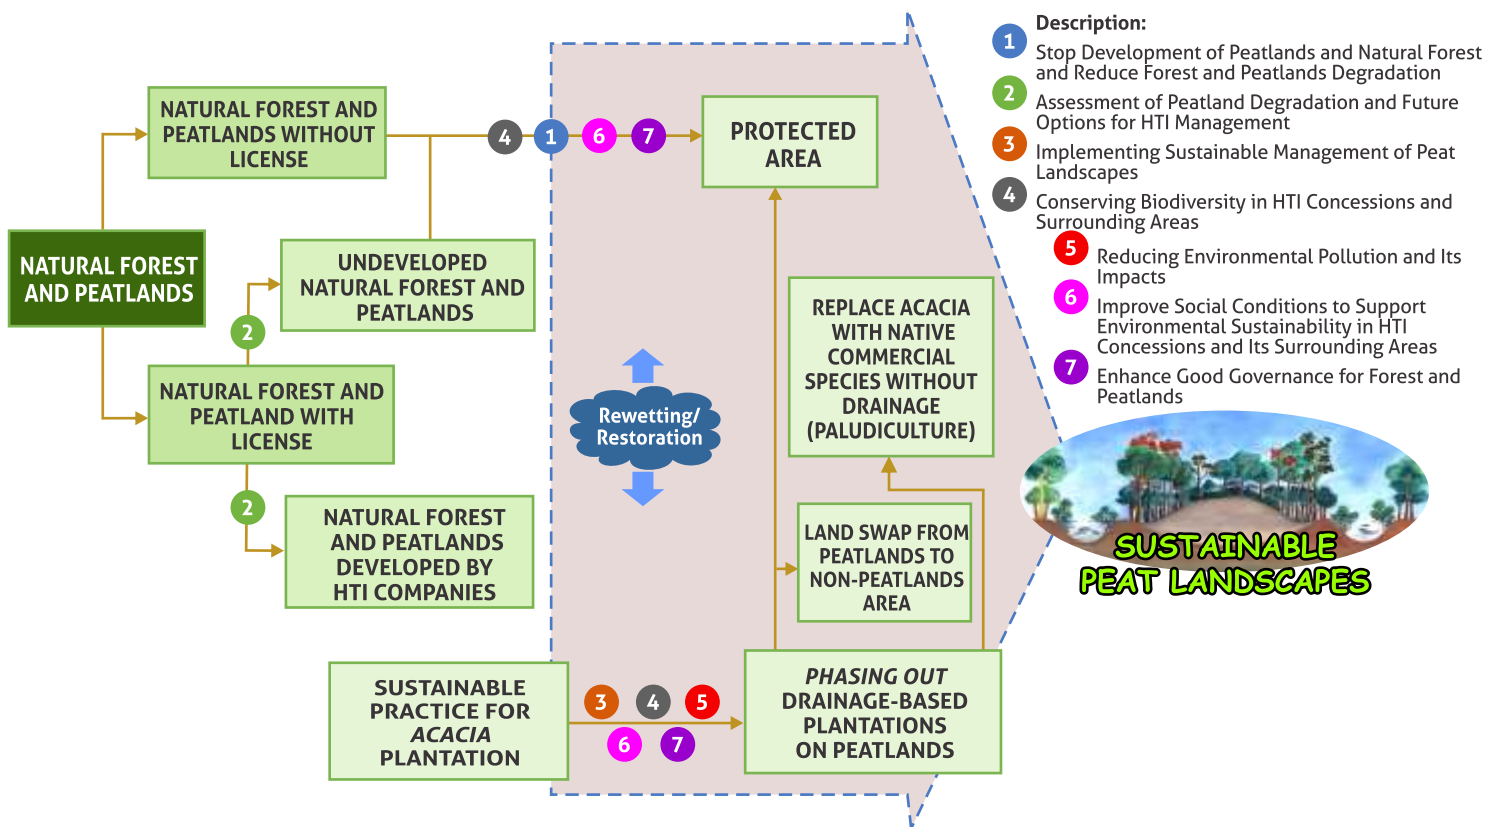 NATURAL FOREST AND
PEATLANDS WITHOUT
LICENSE
NATURAL FOREST
AND PEATLANDS
UNDEVELOPED
NATURAL FOREST AND
PEATLANDS
2
NATURAL FOREST AND
PEATLAND WITH
LICENSE
2
NATURAL FOREST
AND PEATLANDS
DEVELOPED BY
HTI COMPANIES
SUSTAINABLE
PRACTICE FOR
ACACIA
PLANTATION
4 1 6 7
PROTECTED
AREA
Rewetting/
Restoration
REPLACE ACACIA
WITH NATIVE
COMMERCIAL
SPECIES WITHOUT
DRAINAGE
(PALUDICULTURE)
LAND SWAP FROM
PEATLANDS TO
NON-PEATLANDS
AREA
3 4 5
6 7
PHASING OUT
DRAINAGE-BASED
PLANTATIONS
ON PEATLANDS
Description:
1 Stop Development of Peatlands and Natural Forest
and Reduce Forest and Peatlands Degradation
2 Assessment of Peatland Degradation and Future
Options for HTI Management
3 Implementing Sustainable Management of Peat
Landscapes
4 Conserving Biodiversity in HTI Concessions and
Surrounding Areas
5 Reducing Environmental Pollution and Its
Impacts
6 Improve Social Conditions to Support
Environmental Sustainability in HTI
Concessions and Its Surrounding Areas
7 Enhance Good Governance for Forest and
Peatlands
SUSTAINABLE
PEAT LANDSCAPES